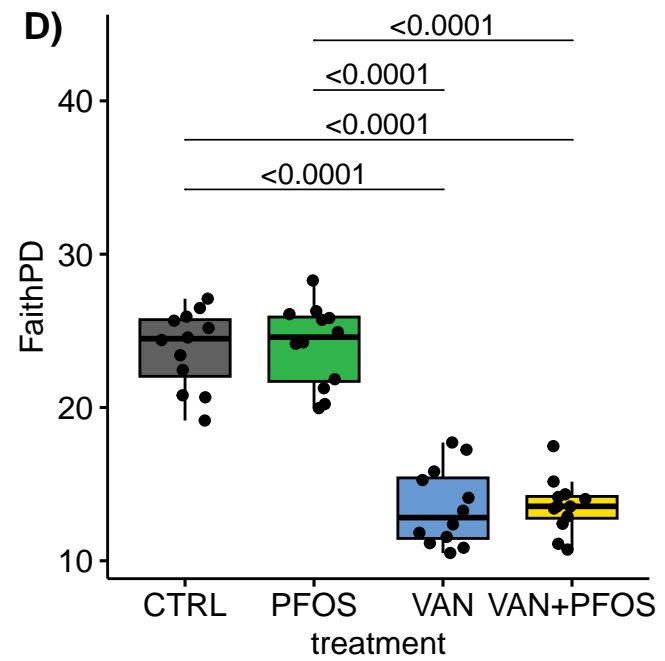 D)
<0.0001
<0.0001
<0.0001
<0.0001
40
30
20
10
FaithPD
CTRL PFOS VAN VAN+PFOS
treatment